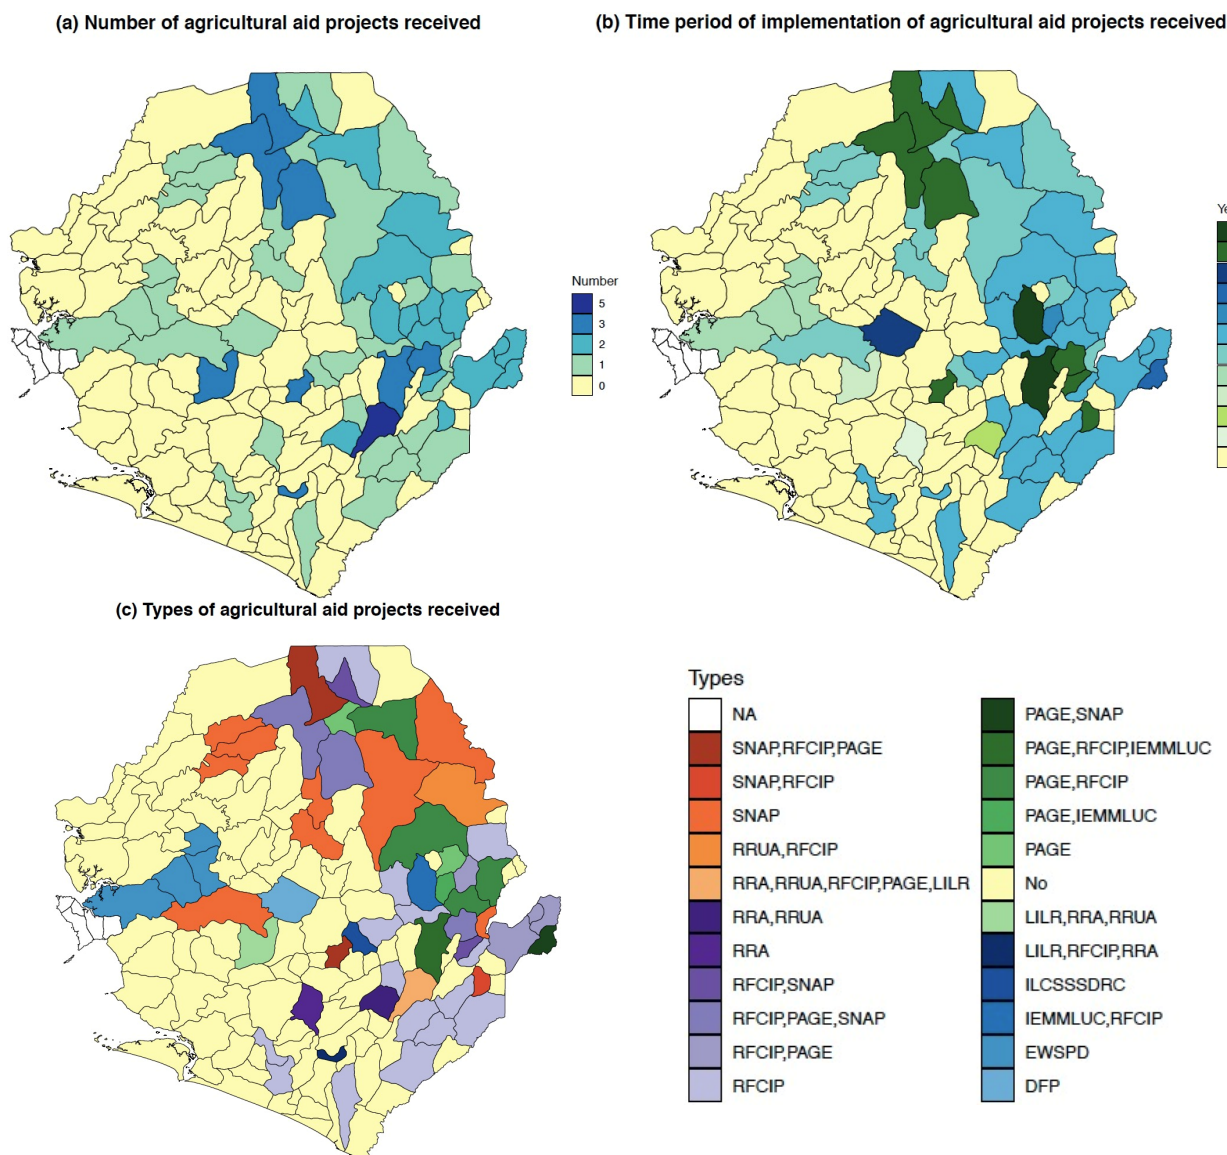 (a) Number of agricultural aid projects received
(b) Time period of implementation of agricultural aid projects received
Number
5
3
2
1
0
Ye
(c) Types of agricultural aid projects received
Types
NA
SNAP,RFCIP,PAGE
SNAP,RFCIP
SNAP
RRUA,RFCIP
RRA,RRUA,RFCIP,PAGE,LILR
RRA,RRUA
RRA
RFCIP,SNAP
RFCIP,PAGE,SNAP
RFCIP,PAGE
RFCIP
PAGE,SNAP
PAGE,RFCIP,IEMMLUC
PAGE,RFCIP
PAGE,IEMMLUC
PAGE
No
LILR,RRA,RRUA
LILR,RFCIP,RRA
ILCSSSDRC
IEMMLUC,RFCIP
EWSPD
DFP